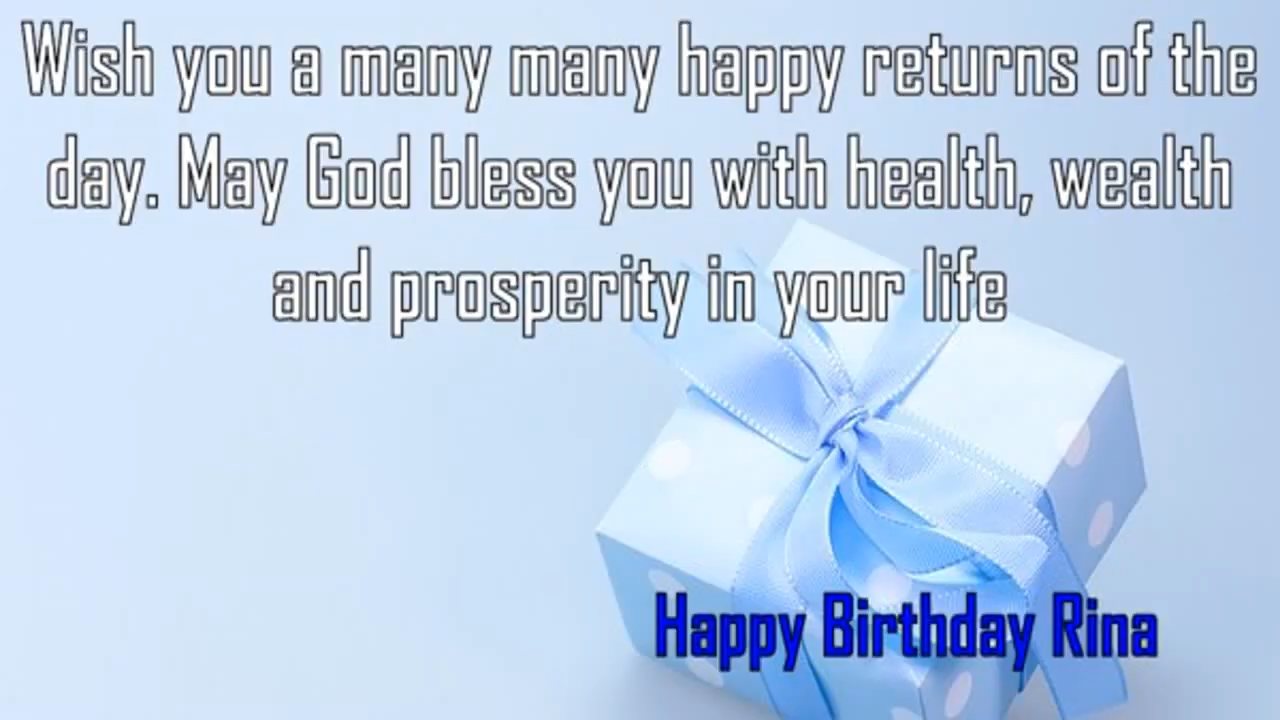 Wish you a many many happy returns of the
day. May God bless you with health, wealth
and prosperity in your life
Happy Birthday Rina